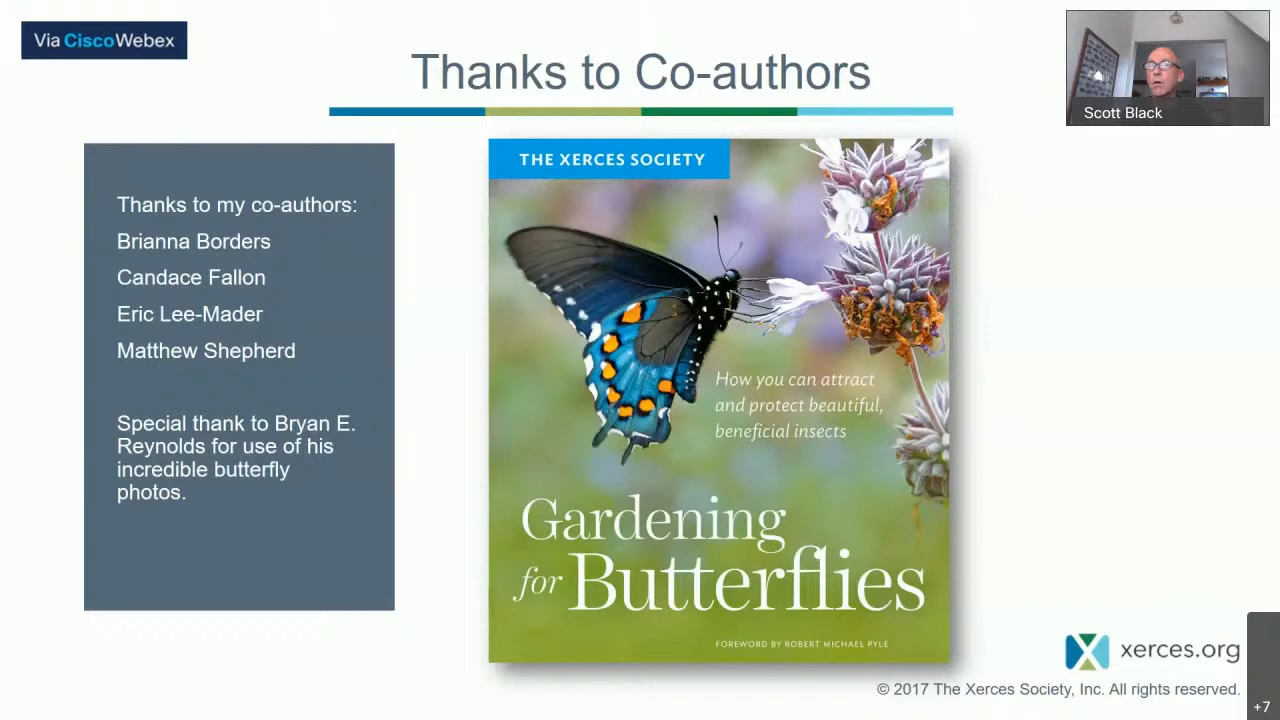 Via Cisco Webex
Thanks to Co-authors
Scott Black
Thanks to my co-authors:
Brianna Borders
Candace Fallon
Eric Lee-Mader
Matthew Shepherd
Special thank to Bryan E.
Reynolds for use of his
incredible butterfly
photos.
THE XERCES SOCIETY
How you can attract
and protect beautiful,
beneficial insects
Gardening
for Butterflies
FOREWORD BY ROBERT MICHAEL PYLE
xerces.org
© 2017 The Xerces Society, Inc. All rights reserved.
+7